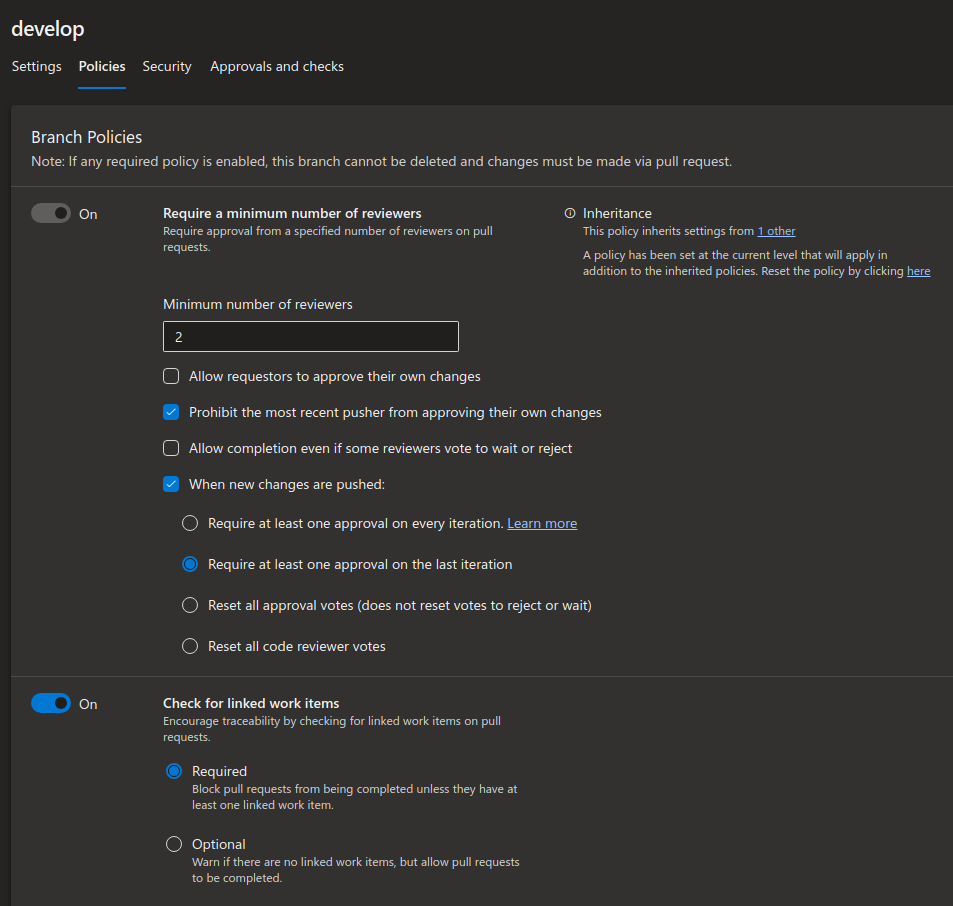 develop
Settings Policies Security Approvals and checks
Branch Policies
Note: If any required policy is enabled, this branch cannot be deleted and changes must be made via pull request.
On
Require a minimum number of reviewers
Require approval from a specified number of reviewers on pull
requests.
Inheritance
This policy inherits settings from 1 other
A policy has been set at the current level that will apply in
addition to the inherited policies. Reset the policy by clicking here
Minimum number of reviewers
2
Allow requestors to approve their own changes
Prohibit the most recent pusher from approving their own changes
Allow completion even if some reviewers vote to wait or reject
When new changes are pushed:
Require at least one approval on every iteration. Learn more
Require at least one approval on the last iteration
Reset all approval votes (does not reset votes to reject or wait)
Reset all code reviewer votes
On
Check for linked work items
Encourage traceability by checking for linked work items on pull
requests.
Required
Block pull requests from being completed unless they have at
least one linked work item.
Optional
Warn if there are no linked work items, but allow pull requests
to be completed.